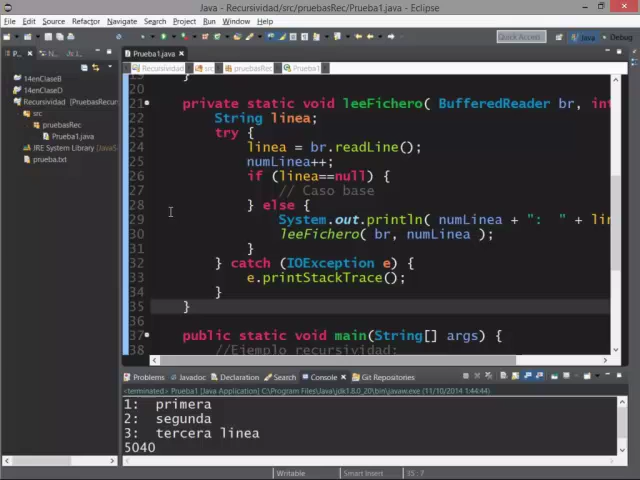 Java - Recursividad/src/pruebasRec/Prueba1.java - Eclipse
File Edit Source Refactor Navigate Search Project Run Window Help
Quick Access Java Debug
Prueba1.java
Recursividad src pruebasRec Prueba1
14enClaseB
14enClaseD
Recursividad [PruebasRecur
src
pruebasRec
Prueba1.java
JRE System Library [JavaS
prueba.txt
19 }
20
21 private static void leeFichero( BufferedReader br, int
22 String linea;
23 try {
24 linea = br.readLine();
25 numLinea++;
26 if (linea==null) {
27 // Caso base
28 } else {
29 System.out.println( numLinea + ": " + lin
30 leeFichero( br, numLinea );
31 }
32 } catch (IOException e) {
33 e.printStackTrace();
34 }
35 }
36
37 public static void main(String[] args) {
38 //Ejemplo recursividad:
Problems Javadoc Declaration Search Console Git Repositories
<terminated> Prueba1 [Java Application] C:\Program Files\Java\jdk1.8.0_20\bin\javaw.exe (11/10/2014 1:44:44)
1: primera
2: segunda
3: tercera linea
5040
Writable Smart Insert 35 : 7